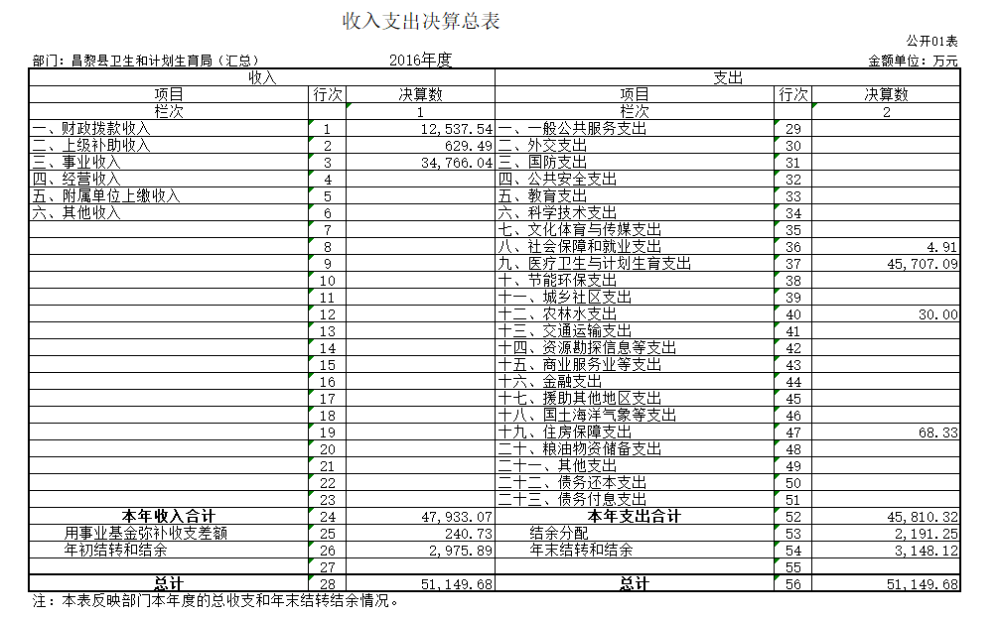 收入支出决算总表
公开01表
部门：昌黎县卫生和计划生育局（汇总） 2016年度 金额单位：万元
收入 支出
项目 行次 决算数 项目 行次 决算数
栏次 1 栏次 2
一、财政拨款收入 1 12,537.54 一、一般公共服务支出 29
二、上级补助收入 2 629.49 二、外交支出 30
三、事业收入 3 34,766.04 三、国防支出 31
四、经营收入 4 四、公共安全支出 32
五、附属单位上缴收入 5 五、教育支出 33
六、其他收入 6 六、科学技术支出 34
7 七、文化体育与传媒支出 35
8 八、社会保障和就业支出 36 4.91
9 九、医疗卫生与计划生育支出 37 45,707.09
10 十、节能环保支出 38
11 十一、城乡社区支出 39
12 十二、农林水支出 40 30.00
13 十三、交通运输支出 41
14 十四、资源勘探信息等支出 42
15 十五、商业服务业等支出 43
16 十六、金融支出 44
17 十七、援助其他地区支出 45
18 十八、国土海洋气象等支出 46
19 十九、住房保障支出 47 68.33
20 二十、粮油物资储备支出 48
21 二十一、其他支出 49
22 二十二、债务还本支出 50
23 二十三、债务付息支出 51
本年收入合计 24 47,933.07 本年支出合计 52 45,810.32
用事业基金弥补收支差额 25 240.73 结余分配 53 2,191.25
年初结转和结余 26 2,975.89 年末结转和结余 54 3,148.12
27 55
总计 28 51,149.68 总计 56 51,149.68
注：本表反映部门本年度的总收支和年末结转结余情况。